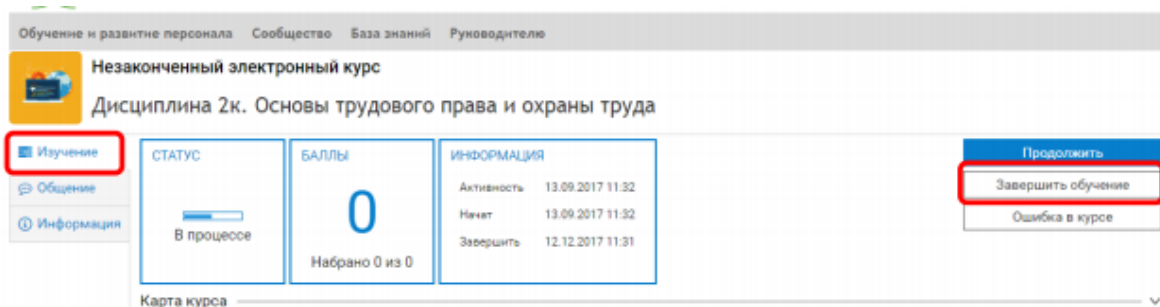 Обучение и развитие персонала Сообщество База знаний Руководителю
Незаконченный электронный курс
Дисциплина 2к. Основы трудового права и охраны труда
Изучение
Общение
Информация
СТАТУС
В процессе
БАЛЛЫ
0
Набрано 0 из 0
ИНФОРМАЦИЯ
Активность 13.09.2017 11:32
Начат 13.09.2017 11:32
Завершить 12.12.2017 11:31
Продолжить
Завершить обучение
Ошибка в курсе
Карта курса